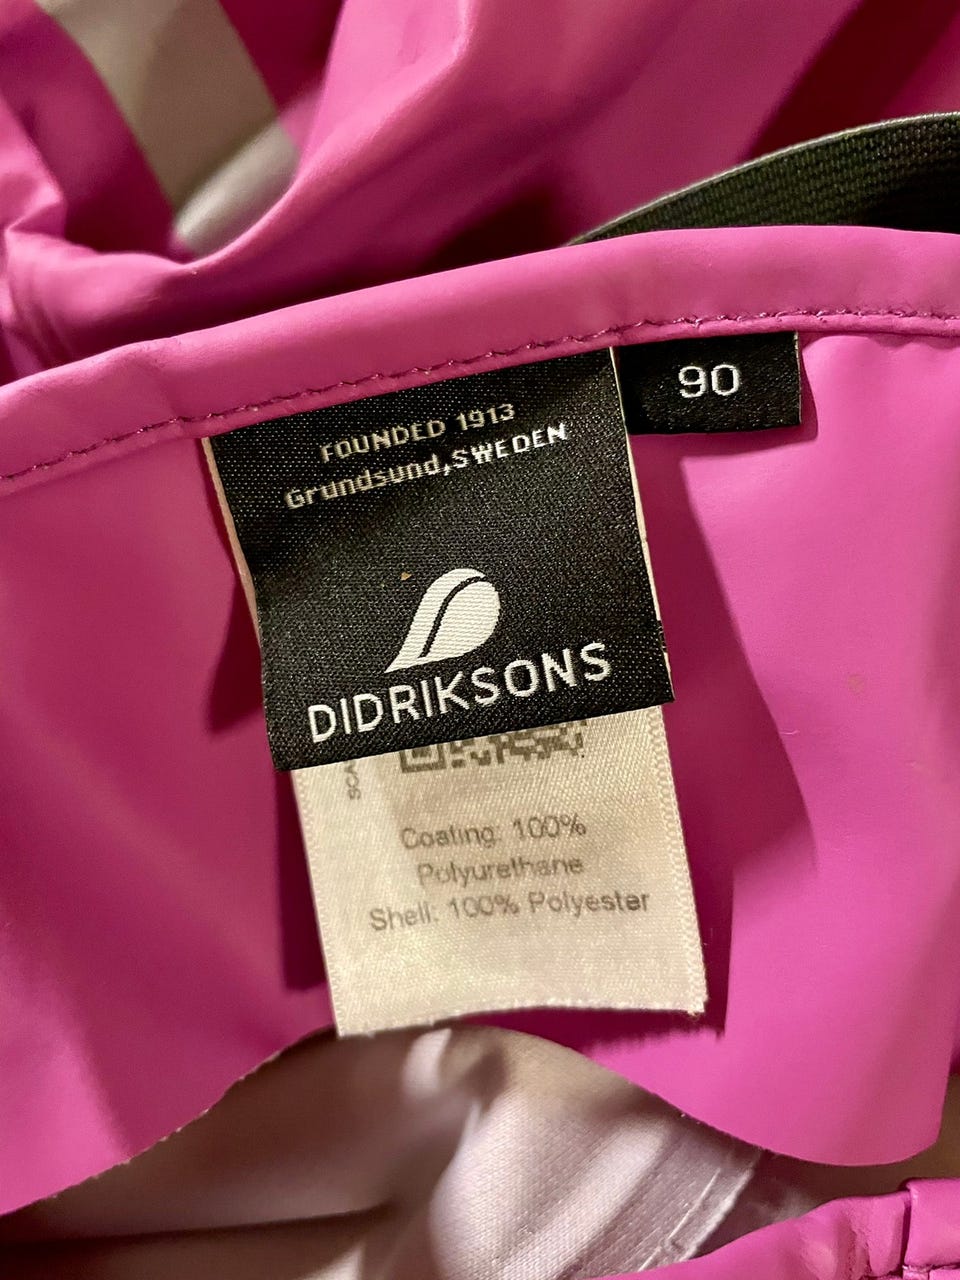 FOUNDED 1913
Grundsund,SWEDEN
DIDRIKSONS
90
Coating: 100%
Polyurethane
Shell: 100% Polyester